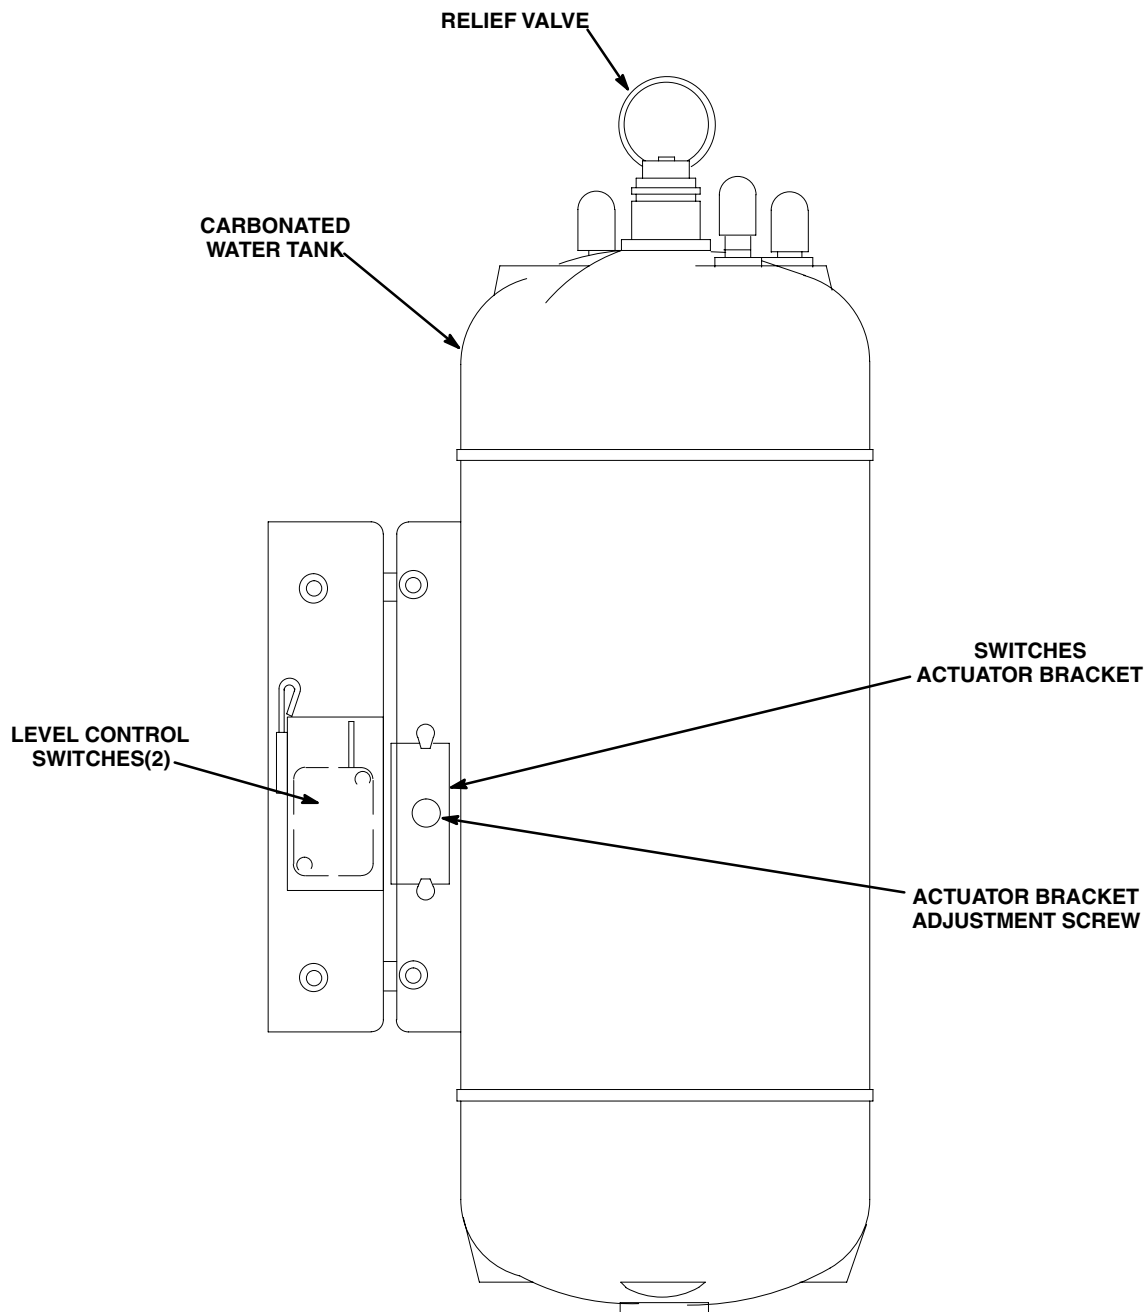 RELIEF VALVE
CARBONATED
WATER TANK
SWITCHES
ACTUATOR BRACKET
LEVEL CONTROL
SWITCHES(2)
ACTUATOR BRACKET
ADJUSTMENT SCREW